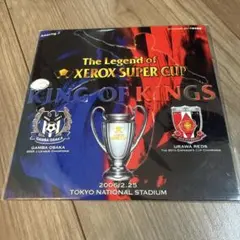 The Legend of
XEROX SUPER CUP
KING OF KINGS
GAMBA OSAKA
URAWA REDS
2006/2.25
TOKYO NATIONAL STADIUM